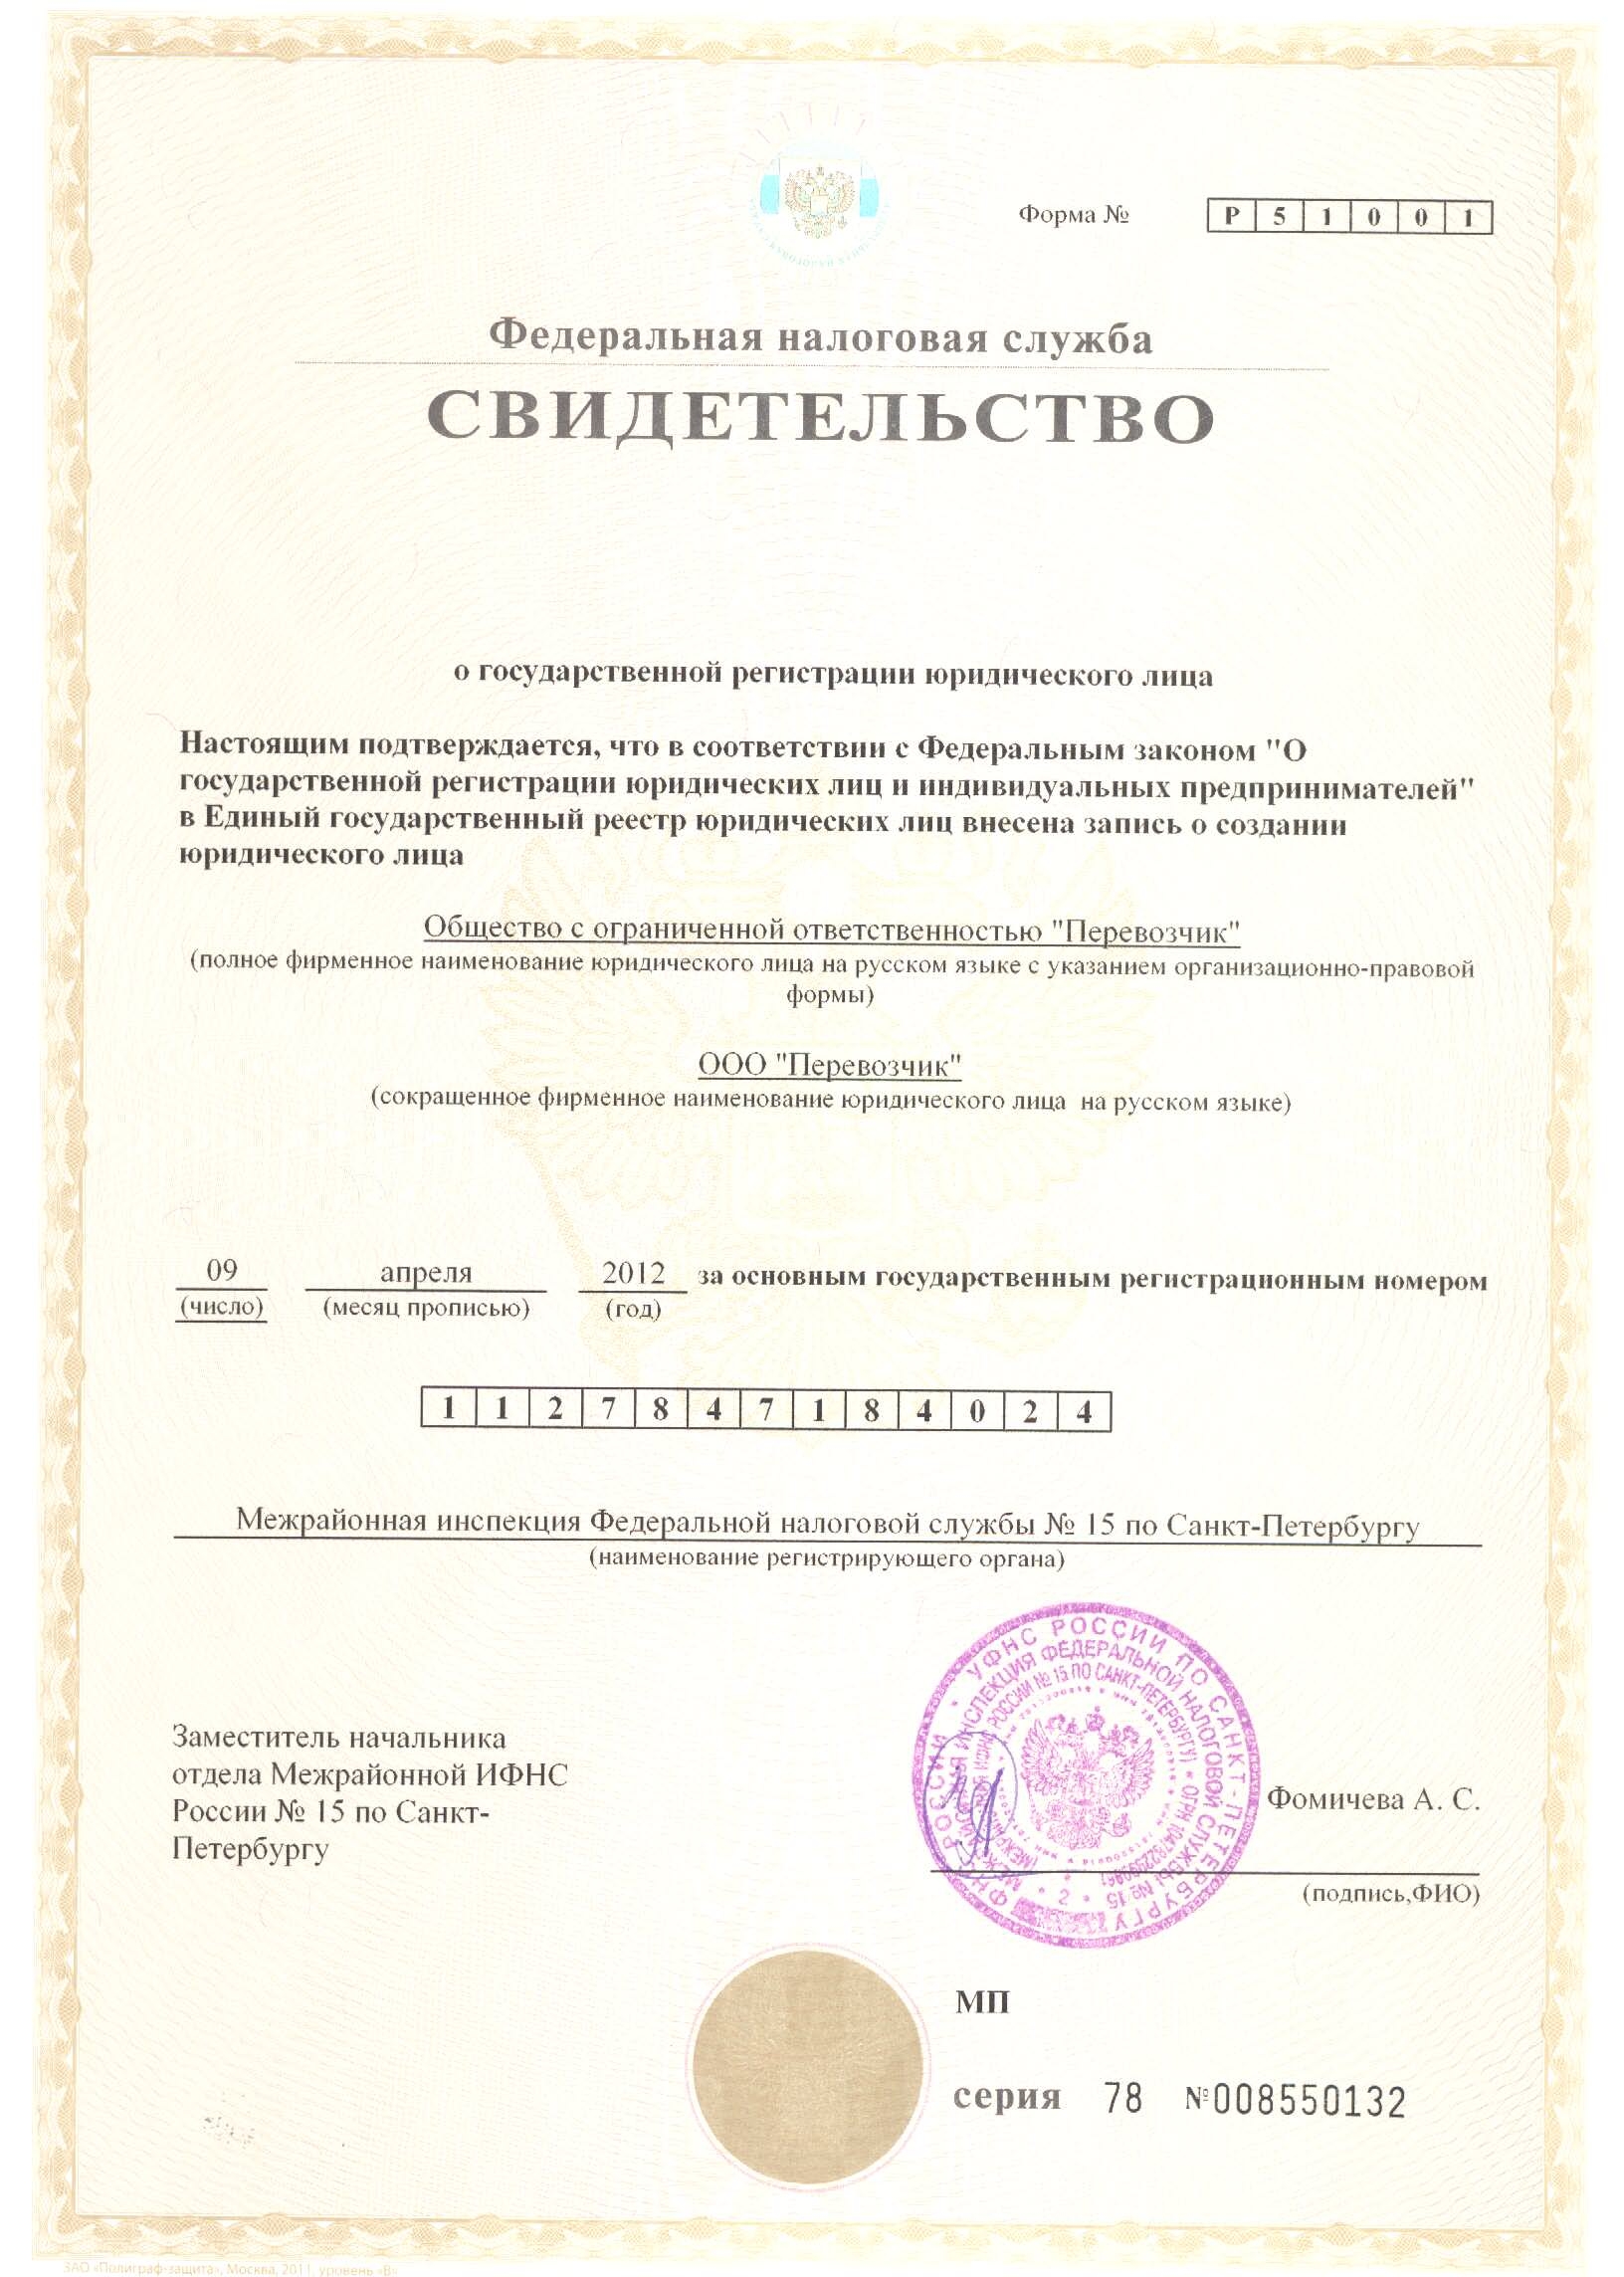 Форма № Р 5 1 0 0 1
Федеральная налоговая служба
СВИДЕТЕЛЬСТВО
о государственной регистрации юридического лица
Настоящим подтверждается, что в соответствии с Федеральным законом "О
государственной регистрации юридических лиц и индивидуальных предпринимателей"
в Единый государственный реестр юридических лиц внесена запись о создании
юридического лица
Общество с ограниченной ответственностью "Перевозчик"
(полное фирменное наименование юридического лица на русском языке с указанием организационно-правовой
формы)
ООО "Перевозчик"
(сокращенное фирменное наименование юридического лица на русском языке)
09 апреля 2012 за основным государственным регистрационным номером
(число) (месяц прописью) (год)
1 1 2 7 8 4 7 1 8 4 0 2 4
Межрайонная инспекция Федеральной налоговой службы № 15 по Санкт-Петербургу
(наименование регистрирующего органа)
Заместитель начальника
отдела Межрайонной ИФНС
России № 15 по Санкт-
Петербургу
ФНС РОССИИ • УФНС РОССИИ ПО САНКТ-ПЕТЕРБУРГУ
МЕЖРАЙОННАЯ ИНСПЕКЦИЯ ФЕДЕРАЛЬНОЙ НАЛОГОВОЙ СЛУЖБЫ № 15
РОССИИ № 15 ПО САНКТ-ПЕТЕРБУРГУ) • ОГРН
2
Фомичева А. С.
(подпись,ФИО)
МП
серия 78 №008550132
ЗАО «Полиграф-защита», Москва, 2011, уровень «В»